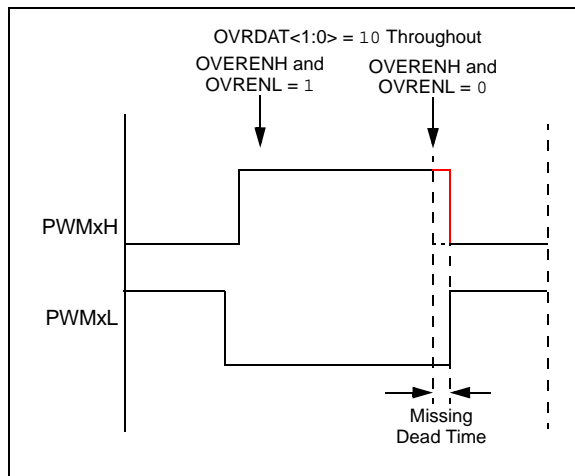 OVRDAT<1:0> = 10 Throughout
OVERENH and
OVRENL = 1
OVERENH and
OVRENL = 0
PWMxH
PWMxL
Missing
Dead Time